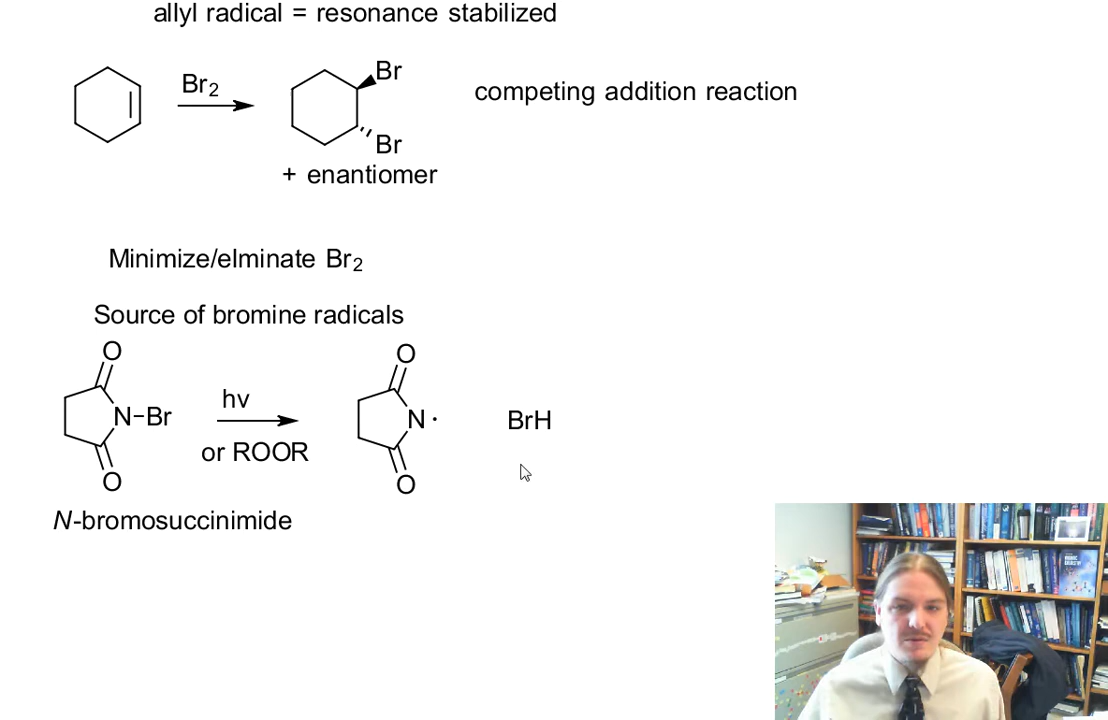 allyl radical = resonance stabilized
Br2
Br
Br
competing addition reaction
+ enantiomer
Minimize/elminate Br2
Source of bromine radicals
O
O
N-Br
hv
N·
BrH
or ROOR
O
O
N-bromosuccinimide